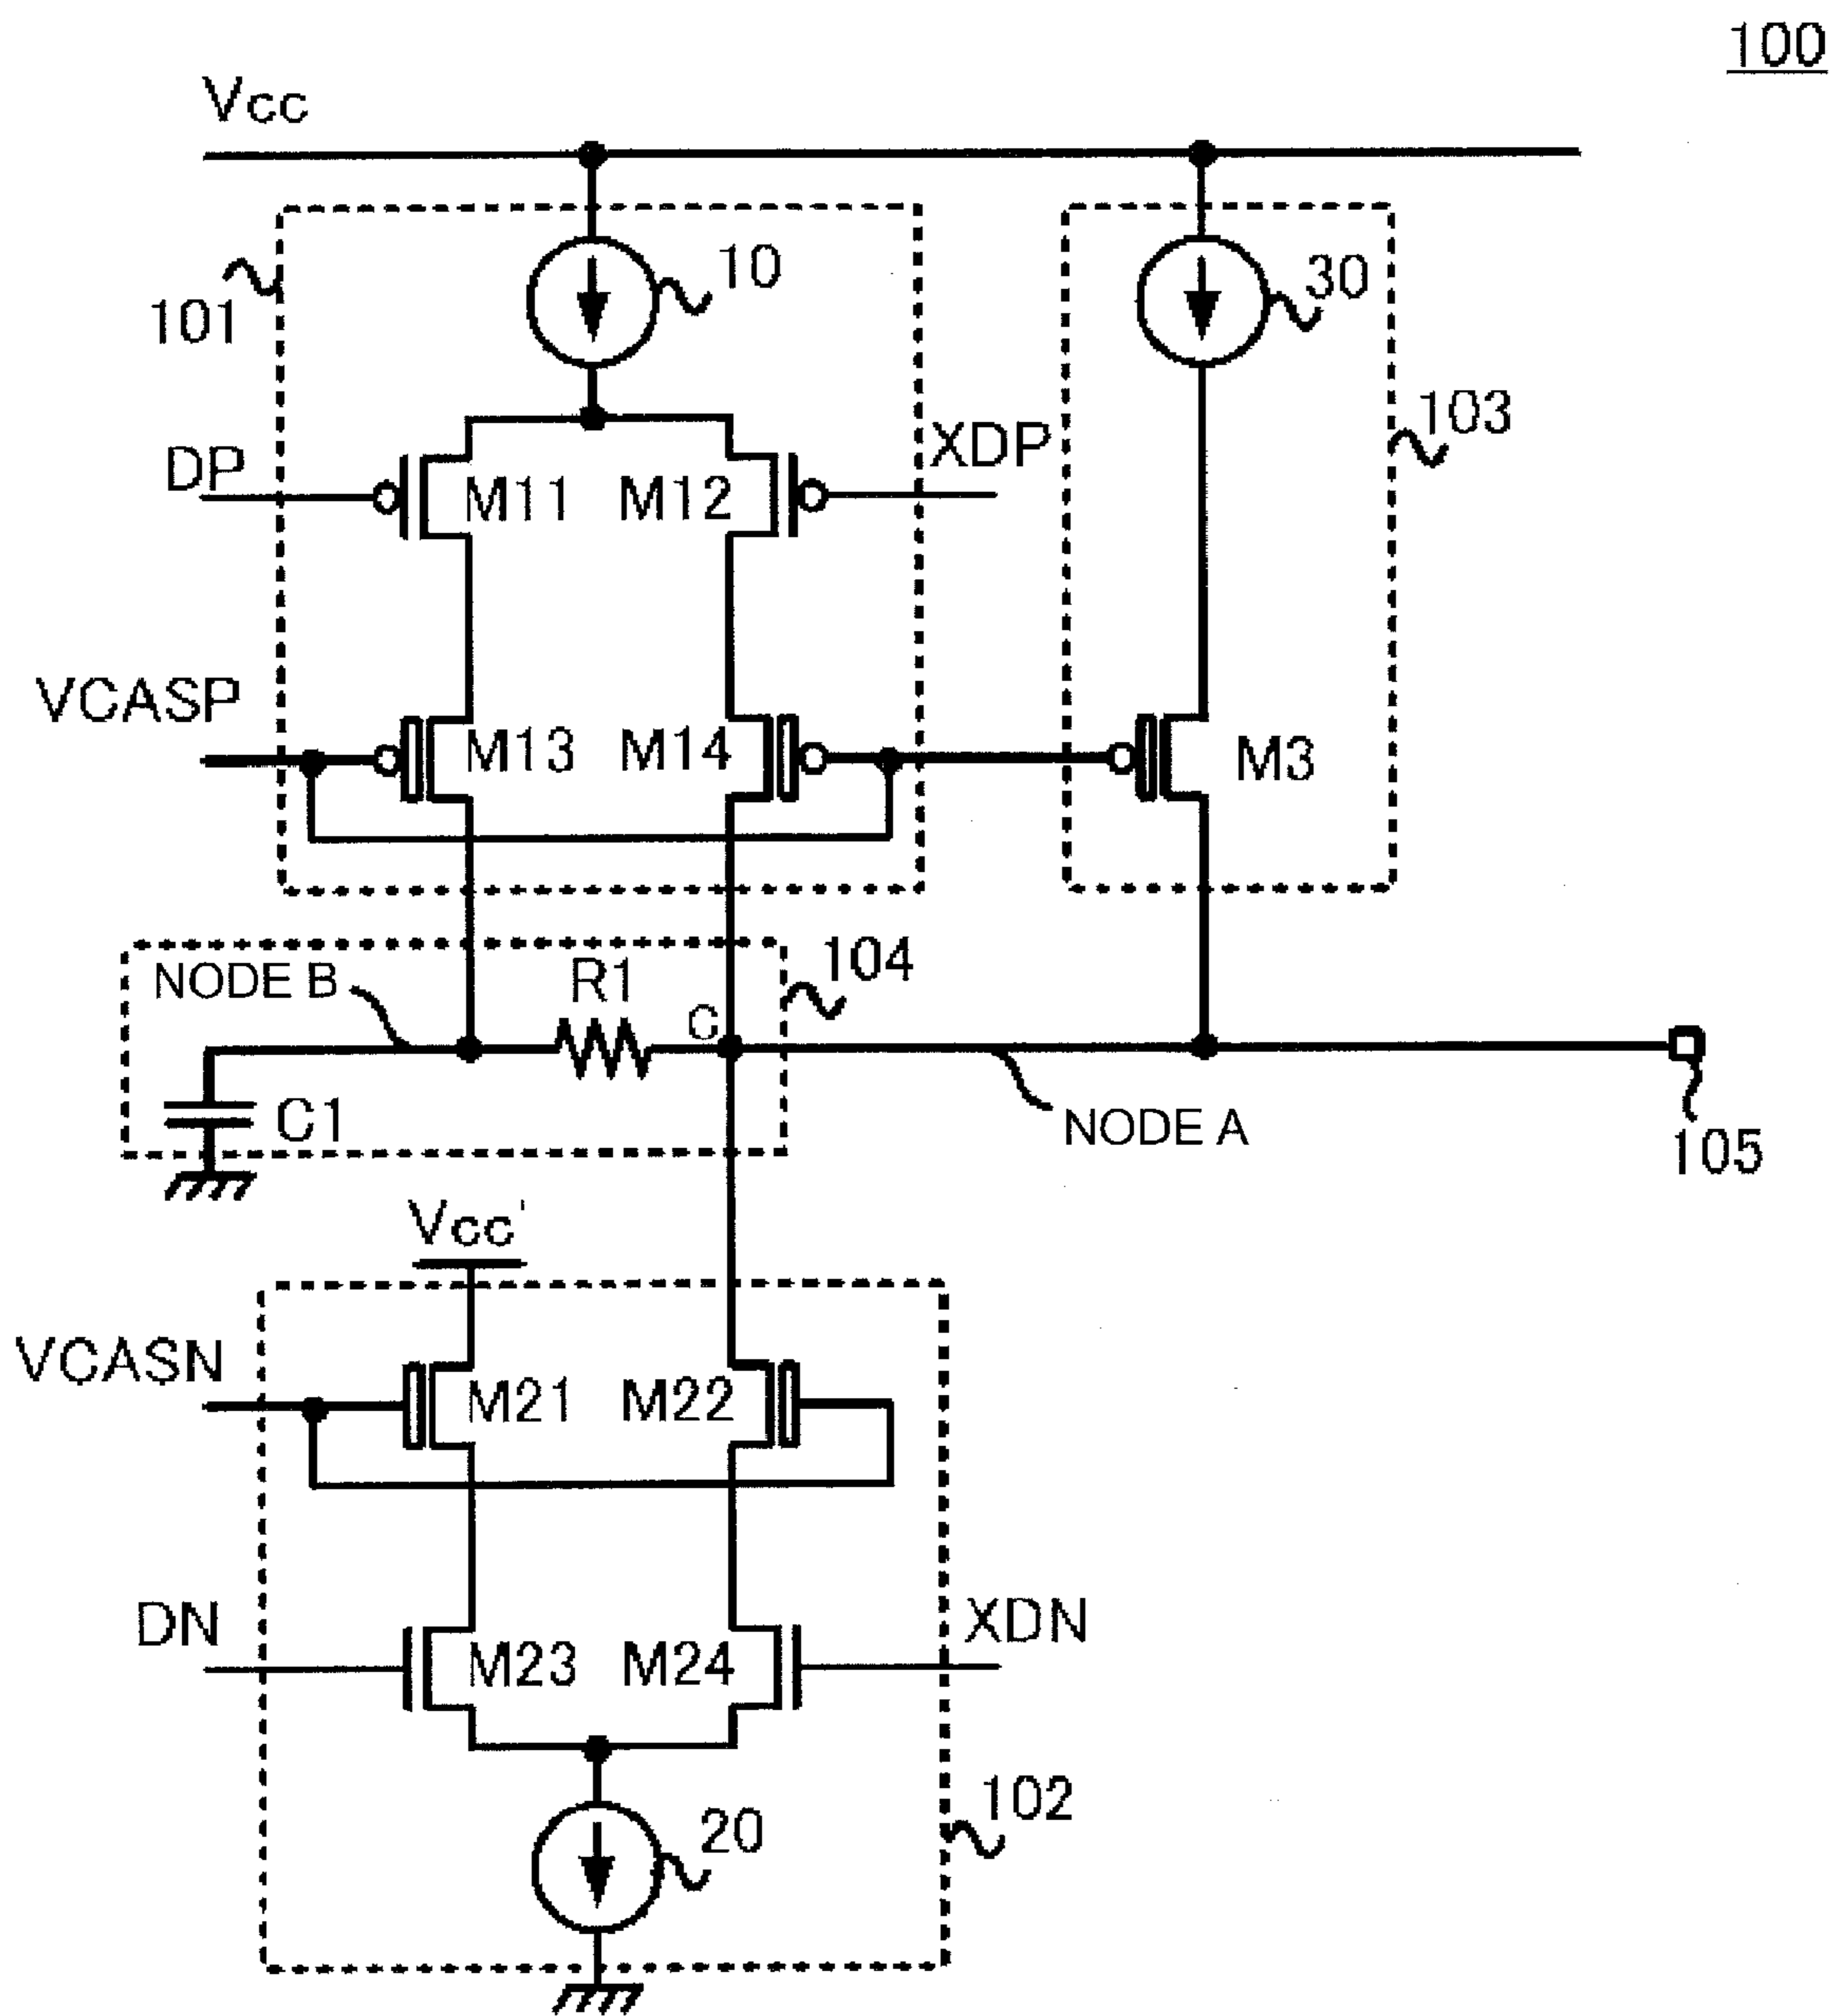 100
Vcc
10
30
101
103
DP
XDP
M11
M12
VCASP
M13
M14
M3
104
NODE B
R1
C
C1
NODE A
105
Vcc'
VCASN
M21
M22
DN
XDN
M23
M24
20
102